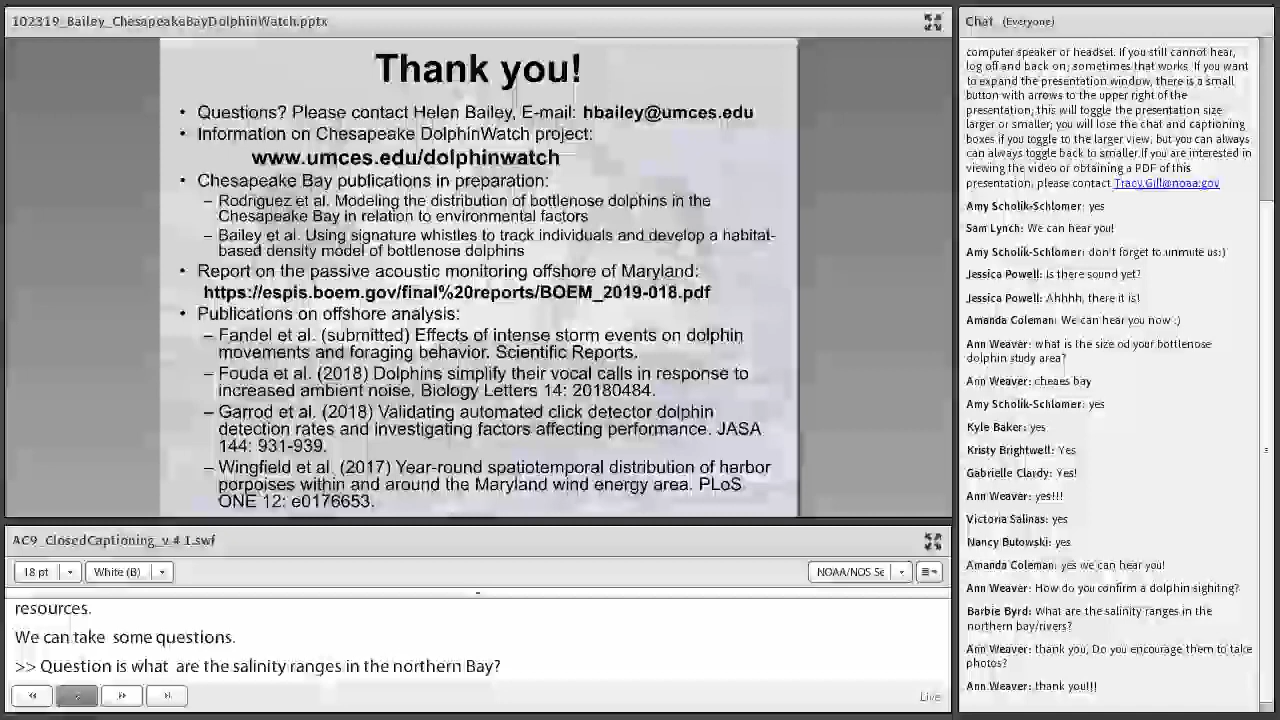 102319_Bailey_ChesapeakeBayDolphinWatch.pptx
Thank you!
• Questions? Please contact Helen Bailey, E-mail: hbailey@umces.edu
• Information on Chesapeake DolphinWatch project:
www.umces.edu/dolphinwatch
• Chesapeake Bay publications in preparation:
– Rodriguez et al. Modeling the distribution of bottlenose dolphins in the
Chesapeake Bay in relation to environmental factors
– Bailey et al. Using signature whistles to track individuals and develop a habitat-
based density model of bottlenose dolphins
• Report on the passive acoustic monitoring offshore of Maryland:
https://espis.boem.gov/final%20reports/BOEM_2019-018.pdf
• Publications on offshore analysis:
– Fandel et al. (submitted) Effects of intense storm events on dolphin
movements and foraging behavior. Scientific Reports.
– Fouda et al. (2018) Dolphins simplify their vocal calls in response to
increased ambient noise. Biology Letters 14: 20180484.
– Garrod et al. (2018) Validating automated click detector dolphin
detection rates and investigating factors affecting performance. JASA
144: 931-939.
– Wingfield et al. (2017) Year-round spatiotemporal distribution of harbor
porpoises within and around the Maryland wind energy area. PLoS
ONE 12: e0176653.
AC9_ClosedCaptioning_v 4 1.swf
18 pt White (B) NOAA/NOS Se
resources.
We can take some questions.
>> Question is what are the salinity ranges in the northern Bay?
Live
Chat (Everyone)
computer speaker or headset. If you still cannot hear,
log off and back on; sometimes that works. If you want
to expand the presentation window, there is a small
button with arrows to the upper right of the
presentation; this will toggle the presentation size
larger or smaller; you will lose the chat and captioning
boxes if you toggle to the larger view, but you can always
can always toggle back to smaller.If you are interested in
viewing the video or obtaining a PDF of this
presentation, please contact Tracy.Gill@noaa.gov
Amy Scholik-Schlomer: yes
Sam Lynch: We can hear you!
Amy Scholik-Schlomer: don't forget to unmute us:)
Jessica Powell: Is there sound yet?
Jessica Powell: Ahhhh, there it is!
Amanda Coleman: We can hear you now :)
Ann Weaver: what is the size od your bottlenose
dolphin study area?
Ann Weaver: cheaes bay
Amy Scholik-Schlomer: yes
Kyle Baker: yes
Kristy Brightwell: Yes
Gabrielle Clardy: Yes!
Ann Weaver: yes!!!
Victoria Salinas: yes
Nancy Butowski: yes
Amanda Coleman: yes we can hear you!
Ann Weaver: How do you confirm a dolphin sighitng?
Barbie Byrd: What are the salinity ranges in the
northern bay/rivers?
Ann Weaver: thank you, Do you encourage them to take
photos?
Ann Weaver: thank you!!!